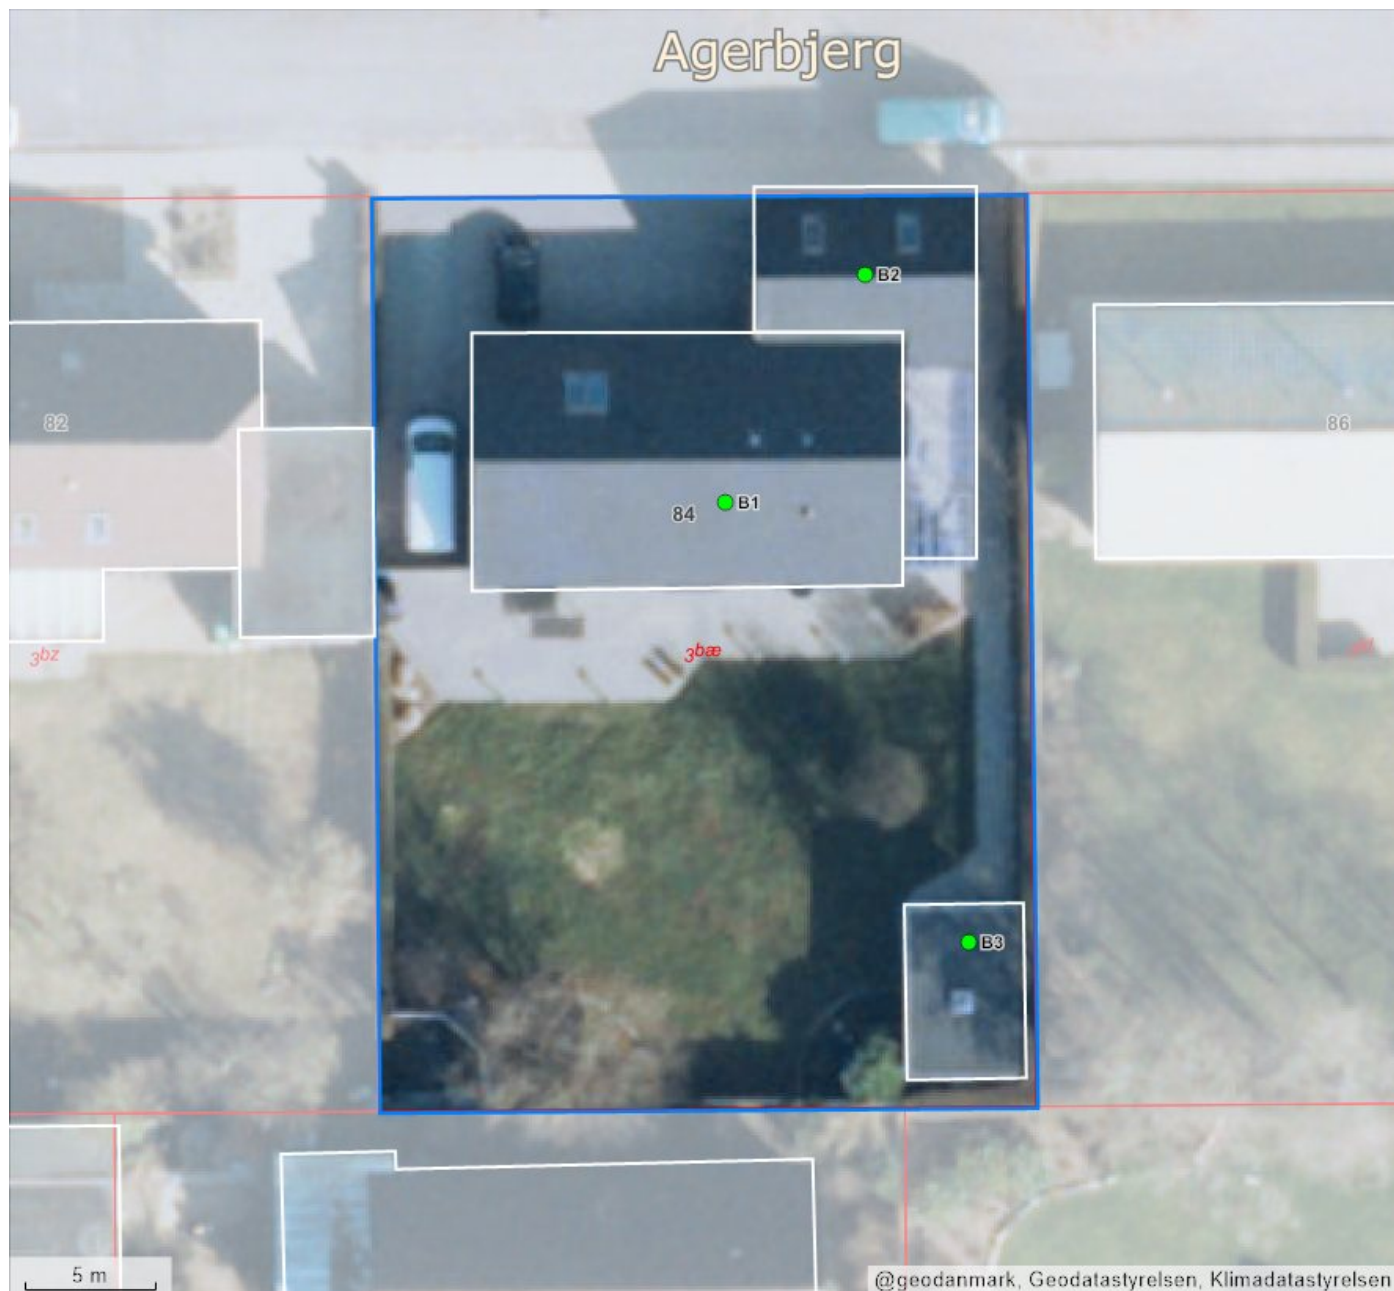 Agerbjerg
B2
82
86
B1
84
3bz
3bæ
B3
5 m
@geodanmark, Geodatastyrelsen, Klimadatastyrelsen